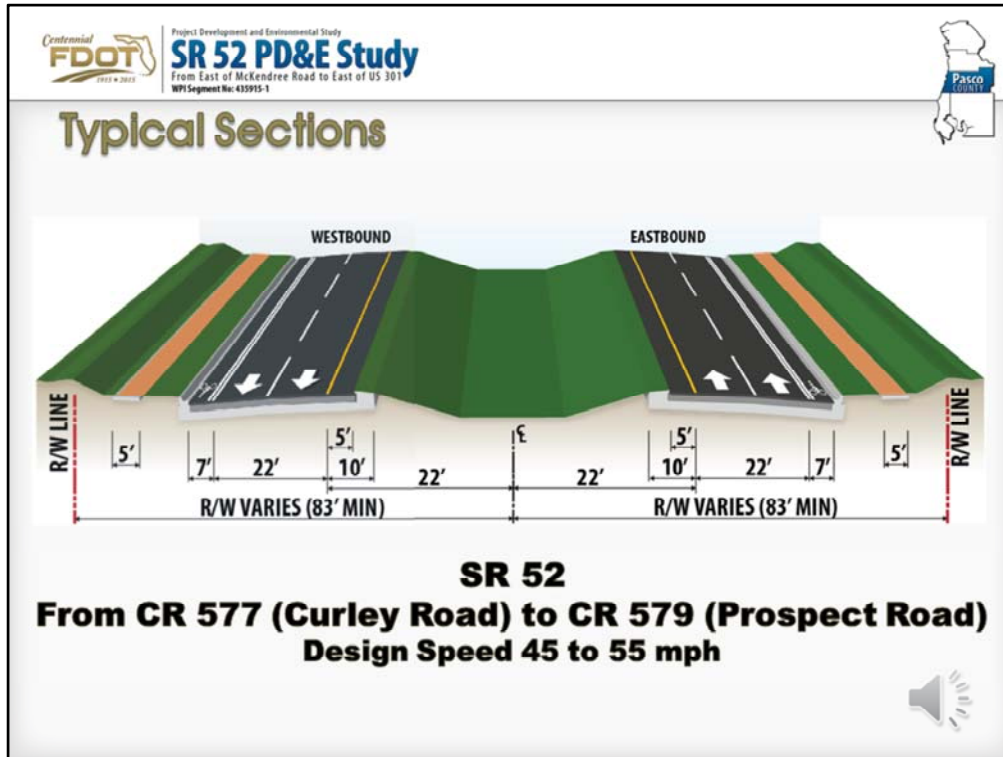 Centennial
FDOT
1915 • 2015
Project Development and Environmental Study
SR 52 PD&E Study
From East of McKendree Road to East of US 301
WPI Segment No: 435915-1
Pasco
COUNTY
Typical Sections
WESTBOUND
EASTBOUND
R/W LINE
5'
7'
22'
5'
10'
22'
℄
22'
5'
10'
22'
7'
5'
R/W LINE
R/W VARIES (83' MIN)
R/W VARIES (83' MIN)
SR 52
From CR 577 (Curley Road) to CR 579 (Prospect Road)
Design Speed 45 to 55 mph